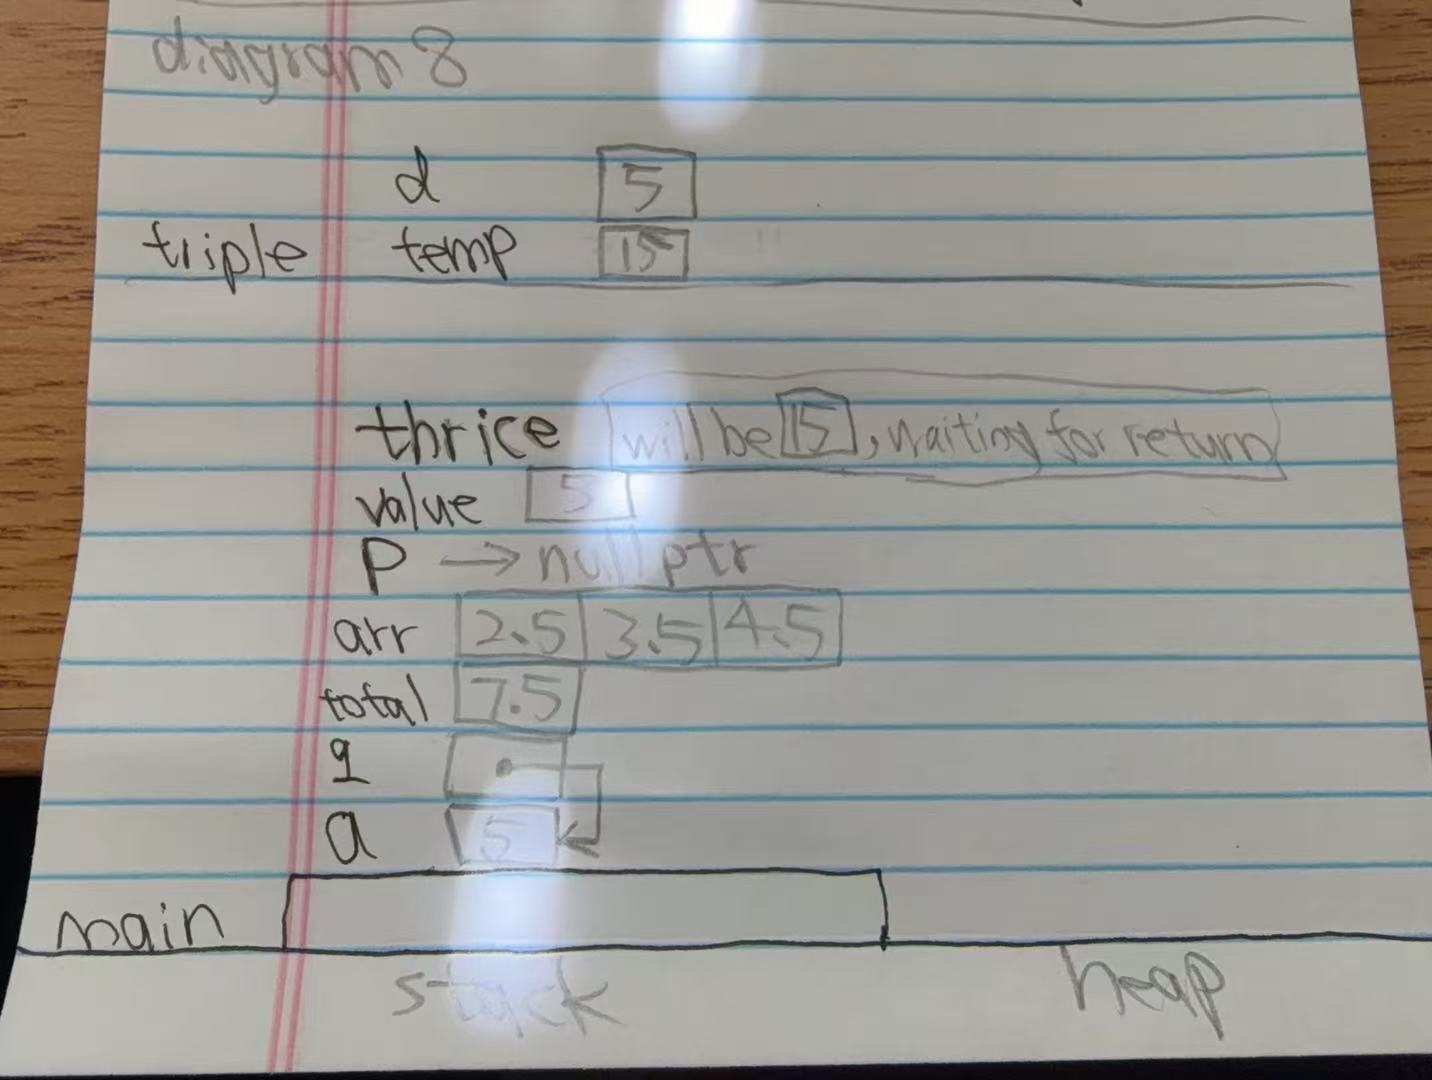 diagram 8
d 5
triple temp 15
thrice will be 15, waiting for return
value 5
p → nullptr
arr 2.5 3.5 4.5
total 7.5
q
a 5
main
stack heap